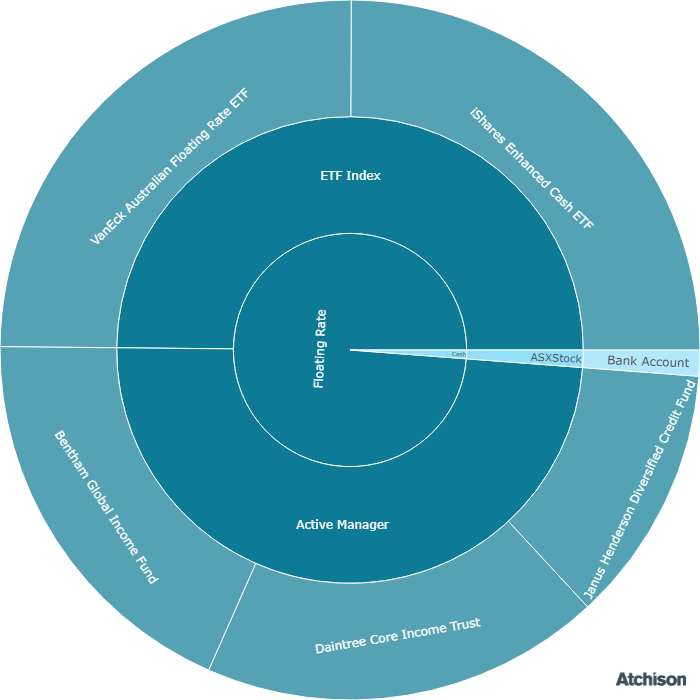 VanEck Australian Floating Rate ETF
iShares Enhanced Cash ETF
ETF Index
Floating Rate
Cash
ASXStock
Bank Account
Janus Henderson Diversified Credit Fund
Bentham Global Income Fund
Active Manager
Daintree Core Income Trust
Atchison